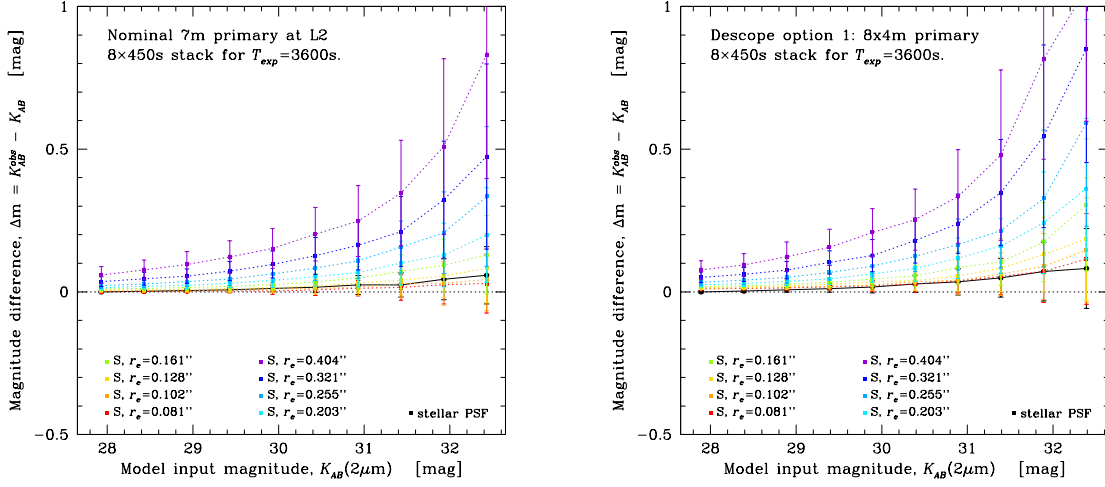 Nominal 7m primary at L2
8×450s stack for T_exp=3600s.
Magnitude difference, Δm = K_AB^obs − K_AB [mag]
1
0.5
0
−0.5
S, r_e=0.161’’
S, r_e=0.128’’
S, r_e=0.102’’
S, r_e=0.081’’
S, r_e=0.404’’
S, r_e=0.321’’
S, r_e=0.255’’
S, r_e=0.203’’
stellar PSF
28 29 30 31 32
Model input magnitude, K_AB(2μm) [mag]
Descope option 1: 8x4m primary
8×450s stack for T_exp=3600s.
Magnitude difference, Δm = K_AB^obs − K_AB [mag]
1
0.5
0
−0.5
S, r_e=0.161’’
S, r_e=0.128’’
S, r_e=0.102’’
S, r_e=0.081’’
S, r_e=0.404’’
S, r_e=0.321’’
S, r_e=0.255’’
S, r_e=0.203’’
stellar PSF
28 29 30 31 32
Model input magnitude, K_AB(2μm) [mag]